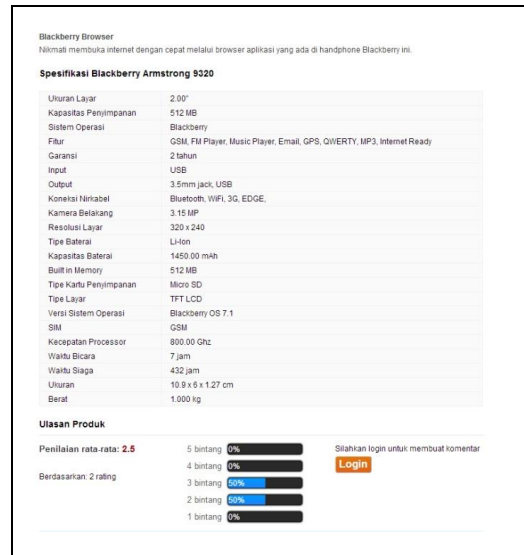 Blackberry Browser
Nikmati membuka internet dengan cepat melalui browser aplikasi yang ada di handphone Blackberry ini.
Spesifikasi Blackberry Armstrong 9320
Ukuran Layar 2.00"
Kapasitas Penyimpanan 512 MB
Sistem Operasi Blackberry
Fitur GSM, FM Player, Music Player, Email, GPS, QWERTY, MP3, Internet Ready
Garansi 2 tahun
Input USB
Output 3.5mm jack, USB
Koneksi Nirkabel Bluetooth, WiFi, 3G, EDGE,
Kamera Belakang 3.15 MP
Resolusi Layar 320 x 240
Tipe Baterai Li-Ion
Kapasitas Baterai 1450.00 mAh
Built in Memory 512 MB
Tipe Kartu Penyimpanan Micro SD
Tipe Layar TFT LCD
Versi Sistem Operasi Blackberry OS 7.1
SIM GSM
Kecepatan Processor 800.00 Ghz
Waktu Bicara 7 jam
Waktu Siaga 432 jam
Ukuran 10.9 x 6 x 1.27 cm
Berat 1.000 kg
Ulasan Produk
Penilaian rata-rata: 2.5
Berdasarkan: 2 rating
5 bintang 0%
4 bintang 0%
3 bintang 50%
2 bintang 50%
1 bintang 0%
Silahkan login untuk membuat komentar
Login